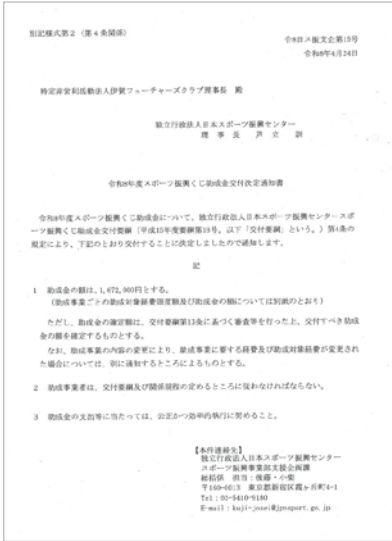 別記様式第2(第4条関係)
令8日ス振支企第15号
令和8年4月24日
特定非営利活動法人伊賀フューチャーズクラブ理事長 殿
独立行政法人日本スポーツ振興センター
理事長 芦立 訓
令和8年度スポーツ振興くじ助成金交付決定通知書
令和8年度スポーツ振興くじ助成金について、独立行政法人日本スポーツ振興センタースポ
ーツ振興くじ助成金交付要綱(平成15年度要綱第19号。以下「交付要綱」という。)第4条の
規定により、下記のとおり交付することに決定しましたので通知します。
記
1 助成金の額は、1,672,000円とする。
(助成事業ごとの助成対象経費限度額及び助成金の額については別紙のとおり)
ただし、助成金の確定額は、交付要綱第13条に基づく審査等を行った上、交付すべき助成
金の額を確定するものとする。
なお、助成事業の内容の変更により、助成事業に要する経費及び助成対象経費が変更され
た場合については、別に通知するところによるものとする。
2 助成事業者は、交付要綱及び関係規程の定めるところに従わなければならない。
3 助成金の支出等に当たっては、公正かつ効率的執行に努めること。
【本件連絡先】
独立行政法人日本スポーツ振興センター
スポーツ振興事業部支援企画課
総括係 担当:後藤・小柴
〒160-0013 東京都新宿区霞ヶ丘町4-1
Tel:03-5410-9180
E-mail:kuji-josei@jpnsport.go.jp